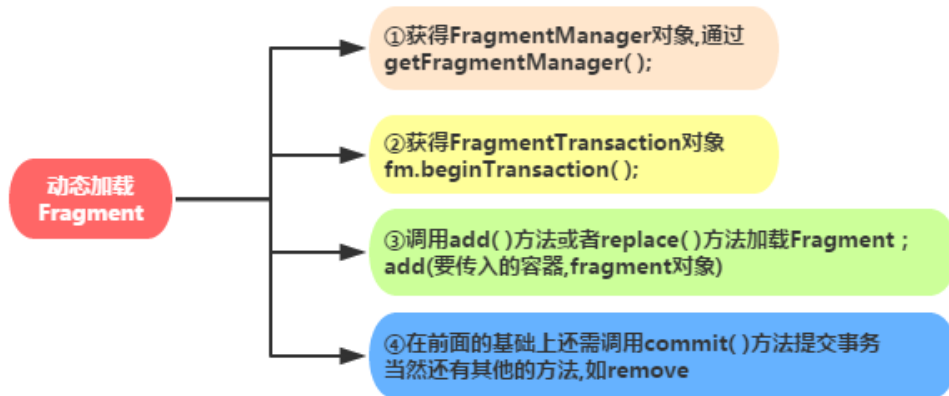 动态加载
Fragment
①获得FragmentManager对象,通过
getFragmentManager( );
②获得FragmentTransaction对象
fm.beginTransaction( );
③调用add( )方法或者replace( )方法加载Fragment；
add(要传入的容器,fragment对象)
④在前面的基础上还需调用commit( )方法提交事务
当然还有其他的方法,如remove